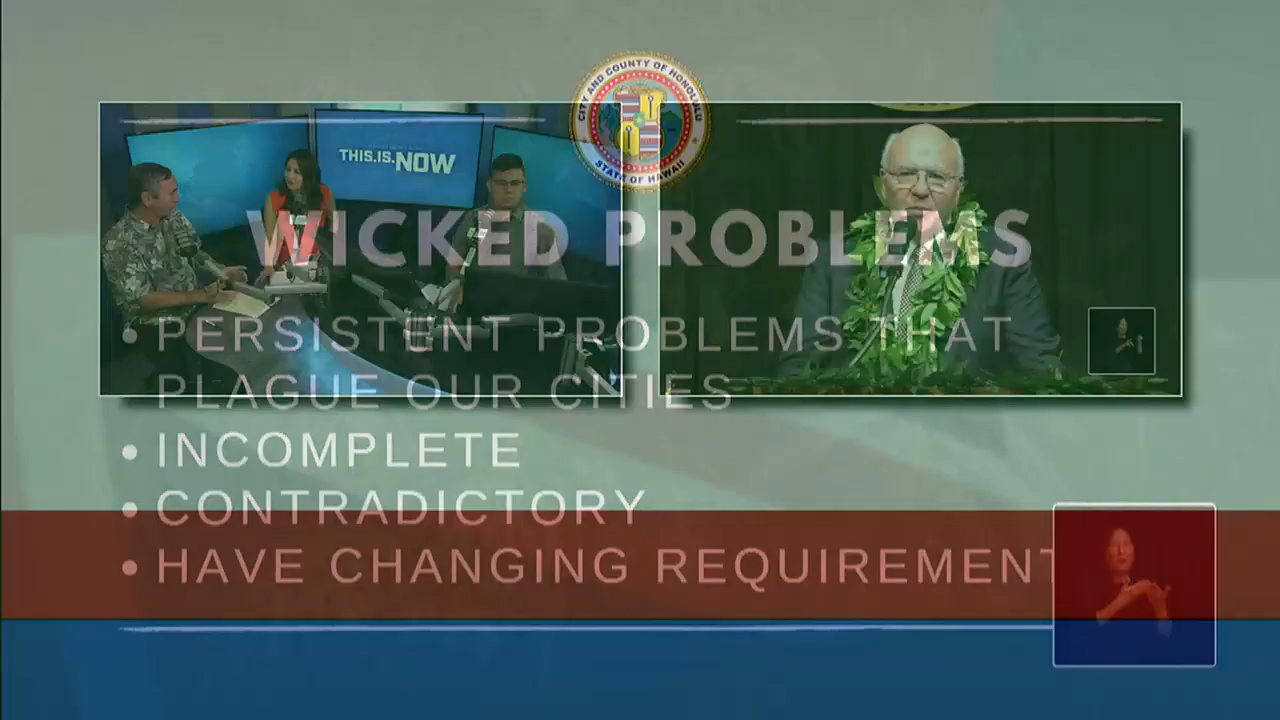 CITY AND COUNTY OF HONOLULU
STATE OF HAWAII
THIS.IS.NOW
WICKED PROBLEMS
• PERSISTENT PROBLEMS THAT
PLAGUE OUR CITIES
• INCOMPLETE
• CONTRADICTORY
• HAVE CHANGING REQUIREMENT